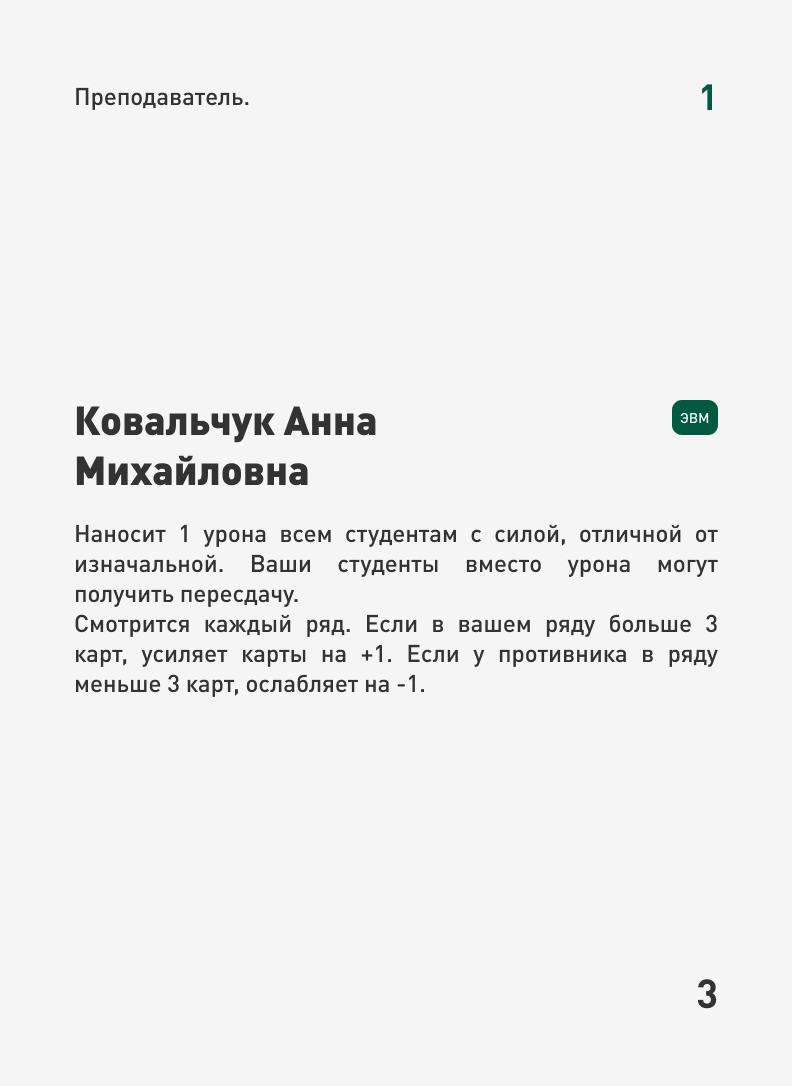 Преподаватель.
1
Ковальчук Анна
Михайловна
ЭВМ
Наносит 1 урона всем студентам с силой, отличной от
изначальной. Ваши студенты вместо урона могут
получить пересдачу.
Смотрится каждый ряд. Если в вашем ряду больше 3
карт, усиляет карты на +1. Если у противника в ряду
меньше 3 карт, ослабляет на -1.
3